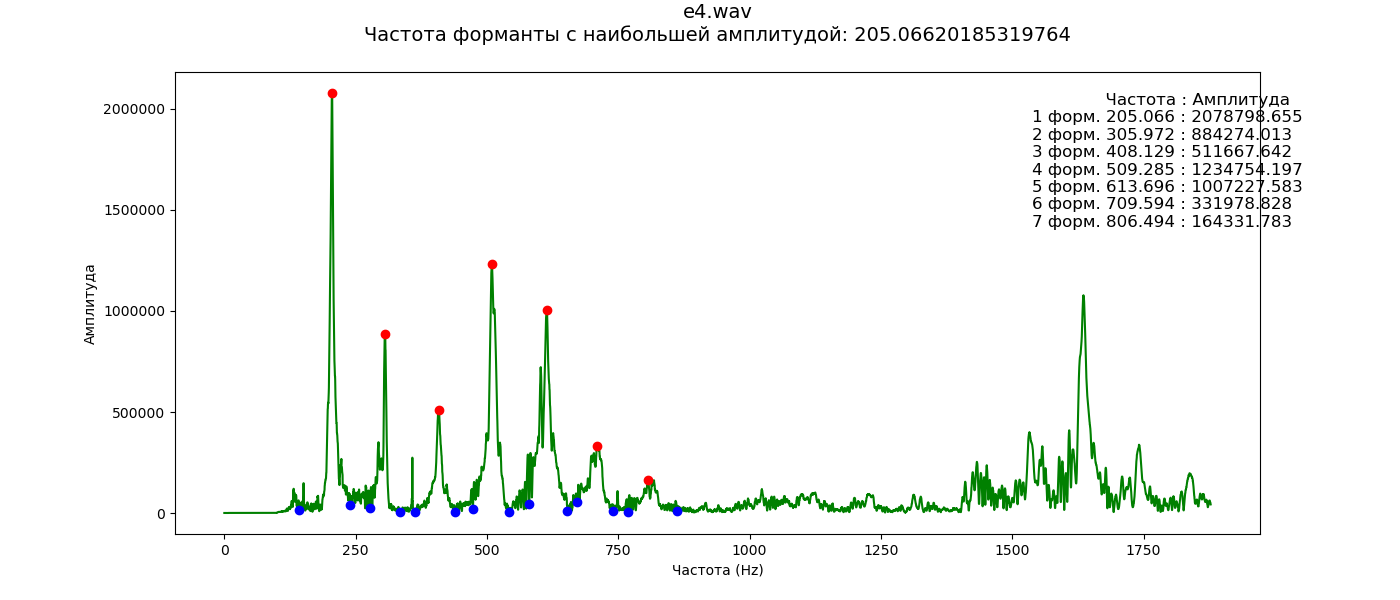 e4.wav
Частота форманты с наибольшей амплитудой: 205.06620185319764
Частота : Амплитуда
1 форм. 205.066 : 2078798.655
2 форм. 305.972 : 884274.013
3 форм. 408.129 : 511667.642
4 форм. 509.285 : 1234754.197
5 форм. 613.696 : 1007227.583
6 форм. 709.594 : 331978.828
7 форм. 806.494 : 164331.783
Амплитуда
2000000
1500000
1000000
500000
0
0 250 500 750 1000 1250 1500 1750
Частота (Hz)